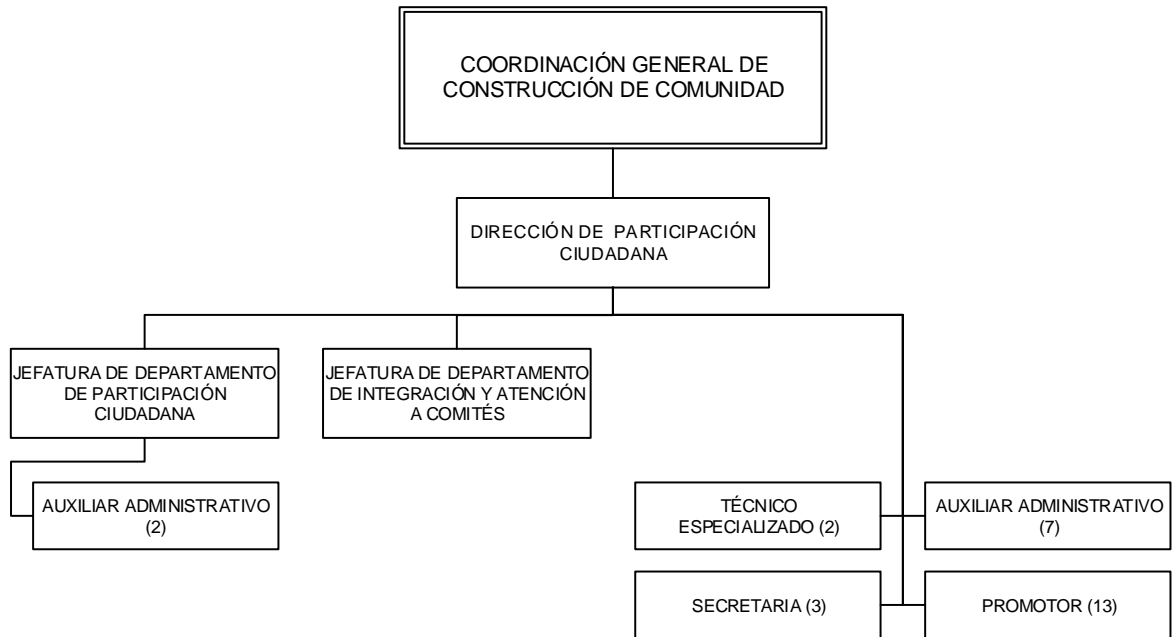 COORDINACIÓN GENERAL DE
CONSTRUCCIÓN DE COMUNIDAD
DIRECCIÓN DE PARTICIPACIÓN
CIUDADANA
JEFATURA DE DEPARTAMENTO
DE PARTICIPACIÓN
CIUDADANA
JEFATURA DE DEPARTAMENTO
DE INTEGRACIÓN Y ATENCIÓN
A COMITÉS
AUXILIAR ADMINISTRATIVO
(2)
TÉCNICO
ESPECIALIZADO (2)
AUXILIAR ADMINISTRATIVO
(7)
SECRETARIA (3)
PROMOTOR (13)